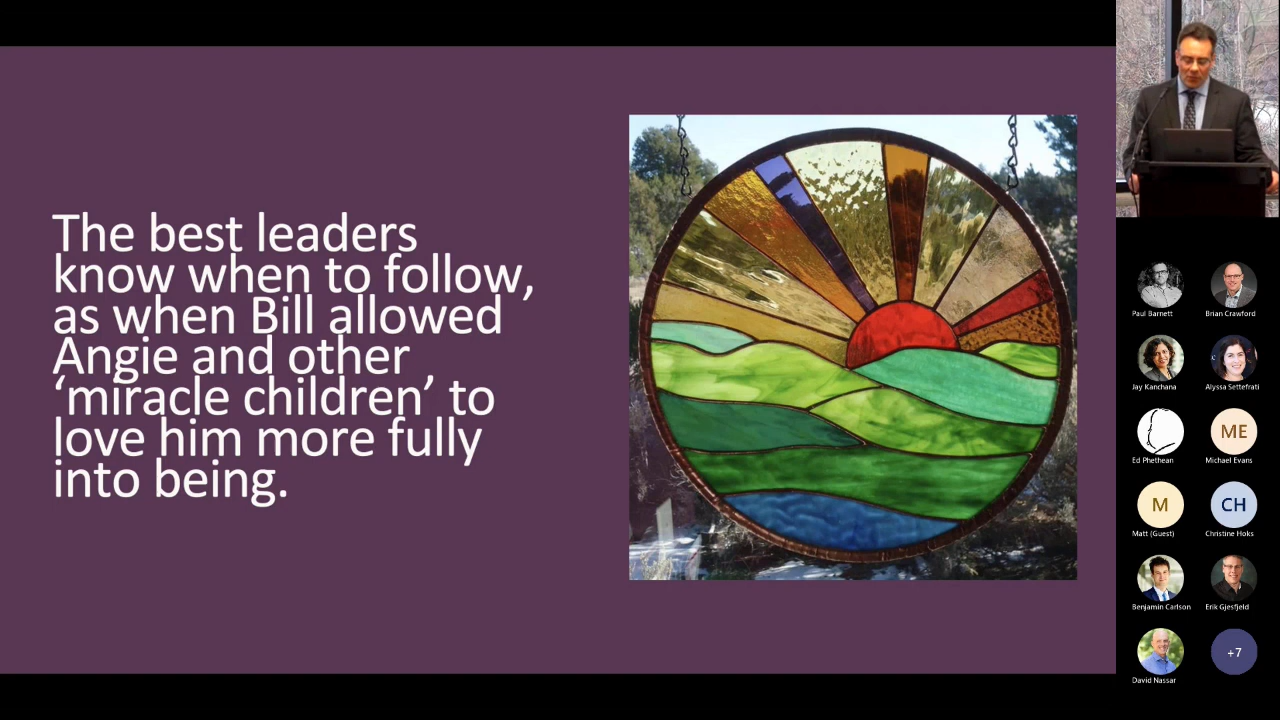 The best leaders
know when to follow,
as when Bill allowed
Angie and other
‘miracle children’ to
love him more fully
into being.
Paul Barnett
Brian Crawford
Jay Kanchana
Alyssa Settefrati
Ed Phethean
ME
Michael Evans
M
Matt (Guest)
CH
Christine Hoks
Benjamin Carlson
Erik Gjesfjeld
David Nassar
+7